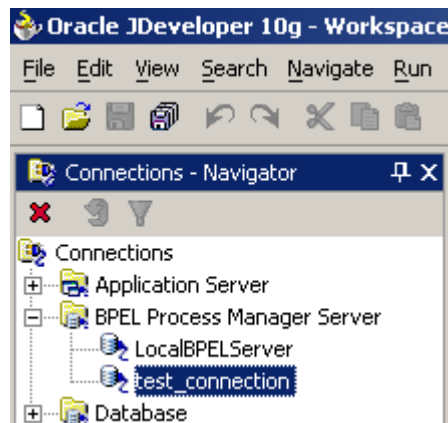 Oracle JDeveloper 10g - Workspace
File Edit View Search Navigate Run
Connections - Navigator
Connections
Application Server
BPEL Process Manager Server
LocalBPELServer
test_connection
Database